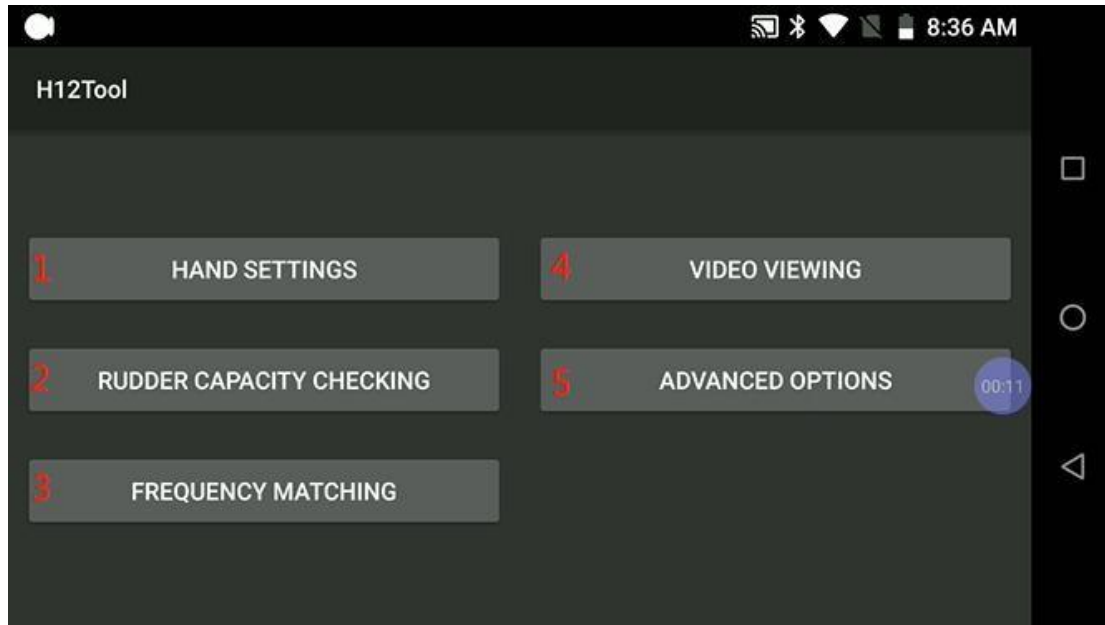 8:36 AM
H12Tool
1 HAND SETTINGS
4 VIDEO VIEWING
2 RUDDER CAPACITY CHECKING
5 ADVANCED OPTIONS
00:11
3 FREQUENCY MATCHING